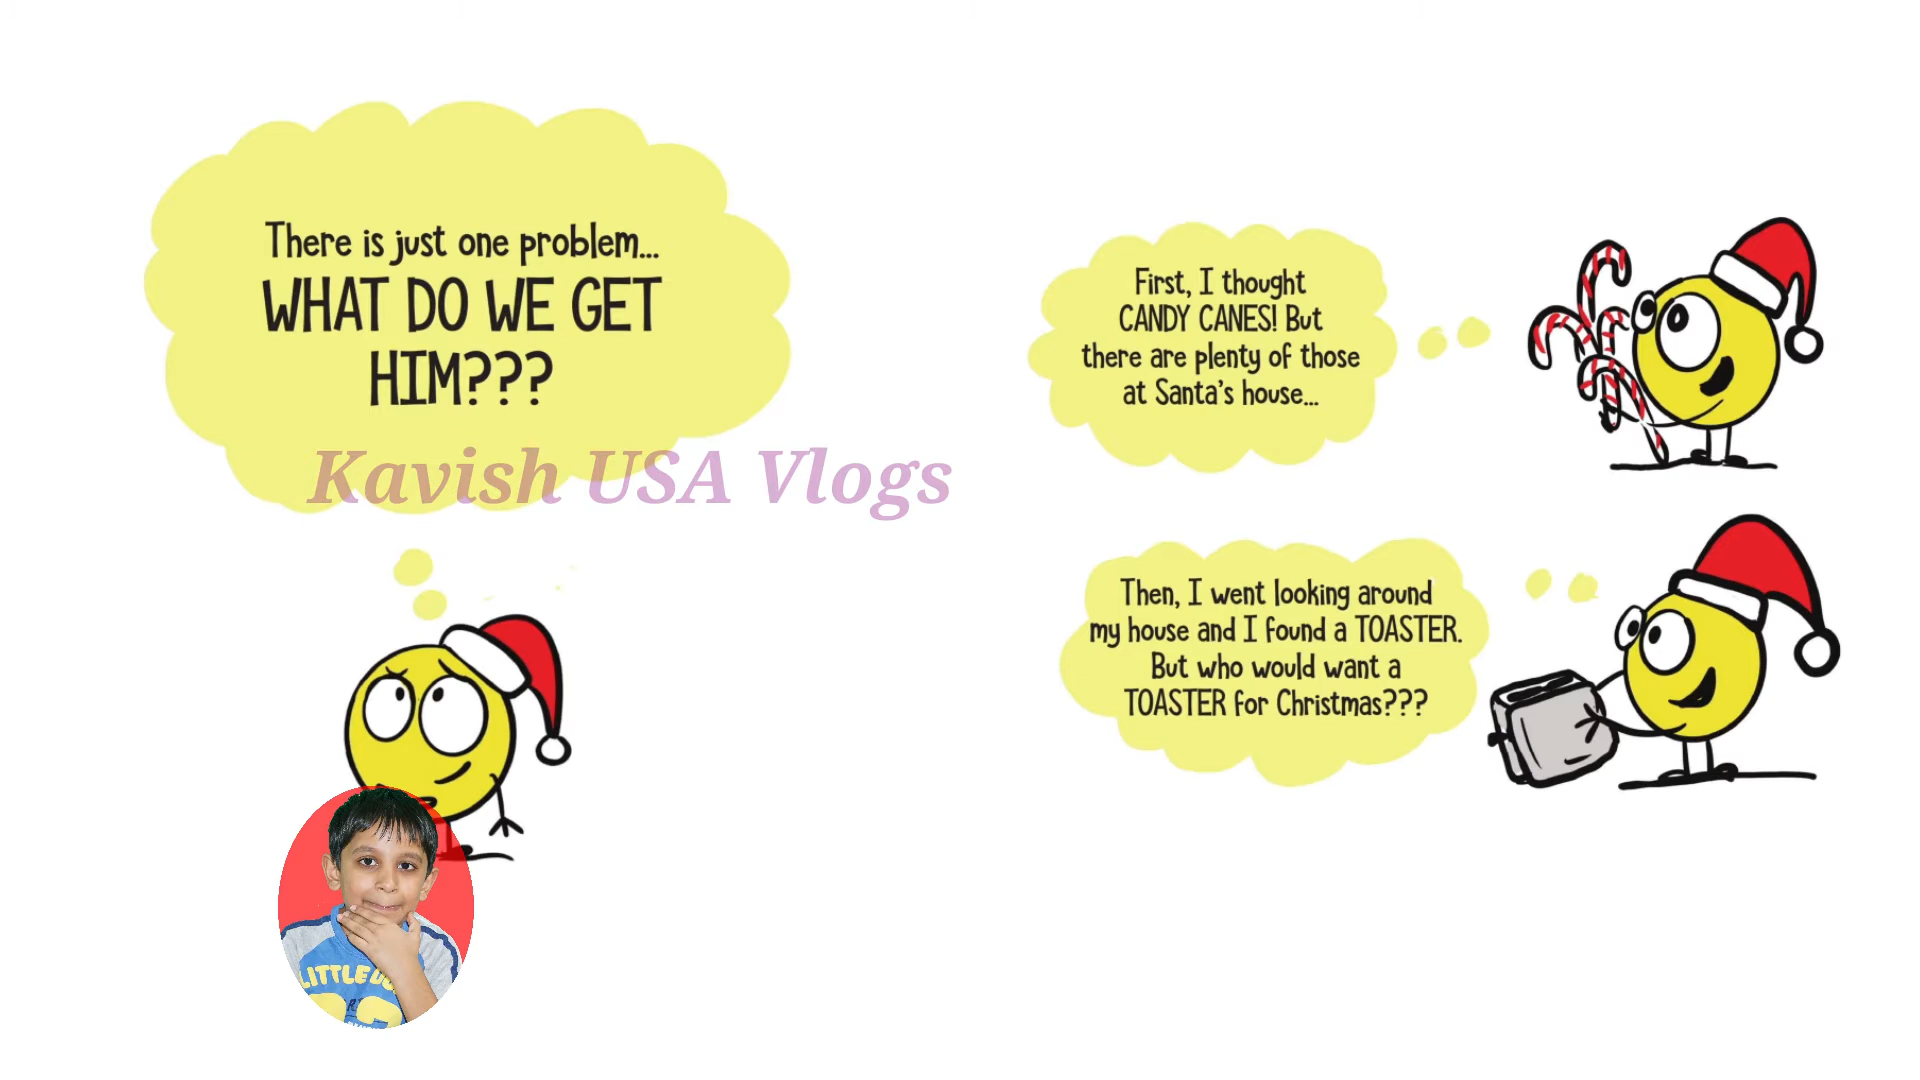 There is just one problem...
WHAT DO WE GET
HIM???
Kavish USA Vlogs
First, I thought
CANDY CANES! But
there are plenty of those
at Santa's house...
Then, I went looking around
my house and I found a TOASTER.
But who would want a
TOASTER for Christmas???
LITTLE